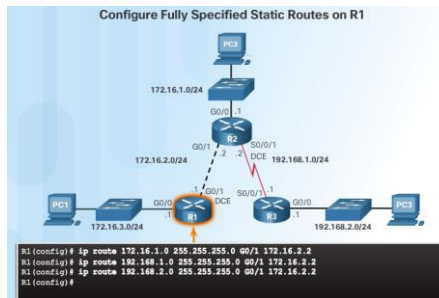 Configure Fully Specified Static Routes on R1
PC2
172.16.1.0/24
G0/0 .1
R2
G0/1 .2
.2 S0/0/1
DCE
172.16.2.0/24
192.168.1.0/24
.1 G0/1
DCE
S0/0/1 .1
PC1
G0/0
.1
R1
R3
G0/0
.1
PC3
172.16.3.0/24
192.168.2.0/24
R1(config)# ip route 172.16.1.0 255.255.255.0 G0/1 172.16.2.2
R1(config)# ip route 192.168.1.0 255.255.255.0 G0/1 172.16.2.2
R1(config)# ip route 192.168.2.0 255.255.255.0 G0/1 172.16.2.2
R1(config)#